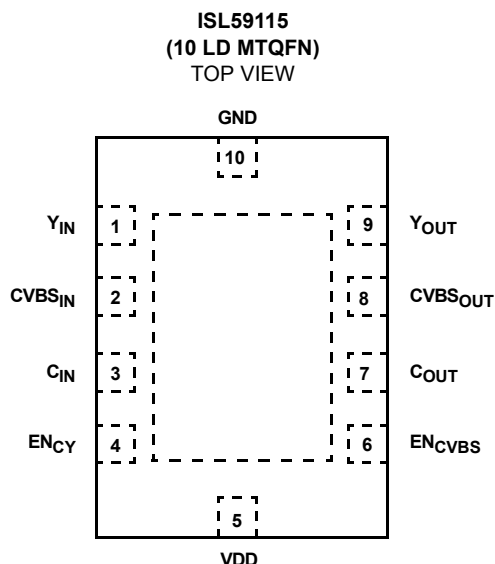 ISL59115
(10 LD MTQFN)
TOP VIEW
GND
10
YIN 1 9 YOUT
CVBSIN 2 8 CVBSOUT
CIN 3 7 COUT
ENCY 4 6 ENCVBS
5
VDD